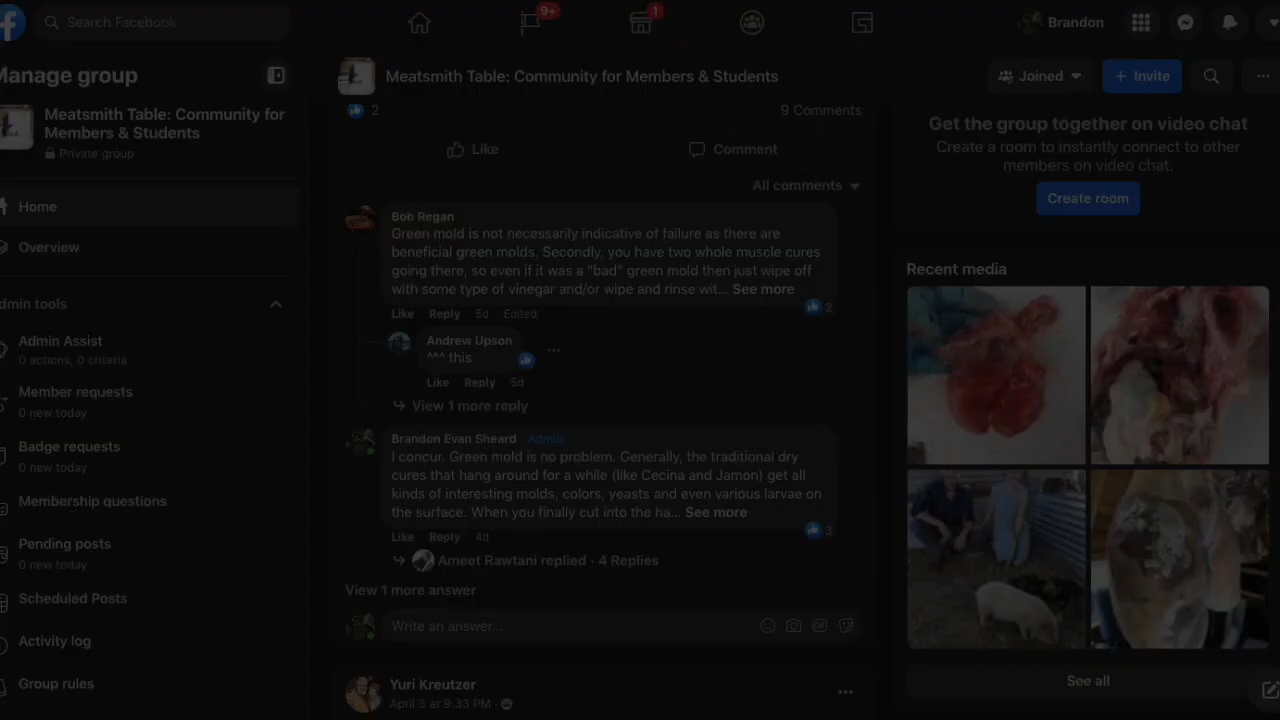 Search Facebook
9+
1
Brandon
Manage group
Meatsmith Table: Community for Members & Students
Private group
Home
Overview
Admin tools
Admin Assist
0 actions, 0 criteria
Member requests
0 new today
Badge requests
0 new today
Membership questions
Pending posts
0 new today
Scheduled Posts
Activity log
Group rules
Meatsmith Table: Community for Members & Students
Joined
+ Invite
2
9 Comments
Like
Comment
All comments
Bob Regan
Green mold is not necessarily indicative of failure as there are
beneficial green molds. Secondly, you have two whole muscle cures
going there, so even if it was a "bad" green mold then just wipe off
with some type of vinegar and/or wipe and rinse wit... See more
2
Like Reply 5d Edited
Andrew Upson
^^^ this
Like Reply 5d
View 1 more reply
Brandon Evan Sheard Admin
I concur. Green mold is no problem. Generally, the traditional dry
cures that hang around for a while (like Cecina and Jamon) get all
kinds of interesting molds, colors, yeasts and even various larvae on
the surface. When you finally cut into the ha... See more
3
Like Reply 4d
Ameet Rawtani replied · 4 Replies
View 1 more answer
Write an answer...
GIF
Yuri Kreutzer
April 3 at 9:33 PM ·
Get the group together on video chat
Create a room to instantly connect to other
members on video chat.
Create room
Recent media
See all